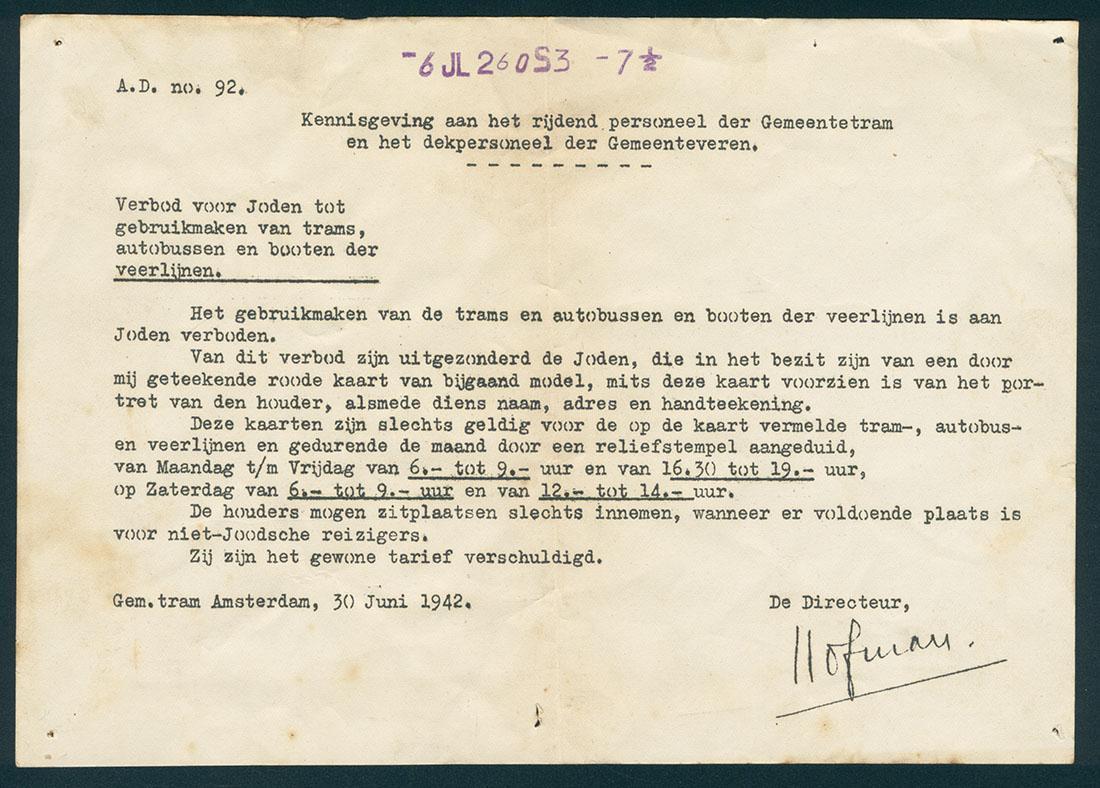 -6 JL 260S3 -7½
A.D. no. 92.
Kennisgeving aan het rijdend personeel der Gemeentetram
en het dekpersoneel der Gemeenteveren.
- - - - - - - - -
Verbod voor Joden tot
gebruikmaken van trams,
autobussen en booten der
veerlijnen.
Het gebruikmaken van de trams en autobussen en booten der veerlijnen is aan
Joden verboden.
Van dit verbod zijn uitgezonderd de Joden, die in het bezit zijn van een door
mij geteekende roode kaart van bijgaand model, mits deze kaart voorzien is van het por-
tret van den houder, alsmede diens naam, adres en handteekening.
Deze kaarten zijn slechts geldig voor de op de kaart vermelde tram-, autobus-
en veerlijnen en gedurende de maand door een reliefstempel aangeduid,
van Maandag t/m Vrijdag van 6.- tot 9.- uur en van 16.30 tot 19.- uur,
op Zaterdag van 6.- tot 9.- uur en van 12.- tot 14.- uur.
De houders mogen zitplaatsen slechts innemen, wanneer er voldoende plaats is
voor niet-Joodsche reizigers.
Zij zijn het gewone tarief verschuldigd.
Gem.tram Amsterdam, 30 Juni 1942.
De Directeur,
Hofman.